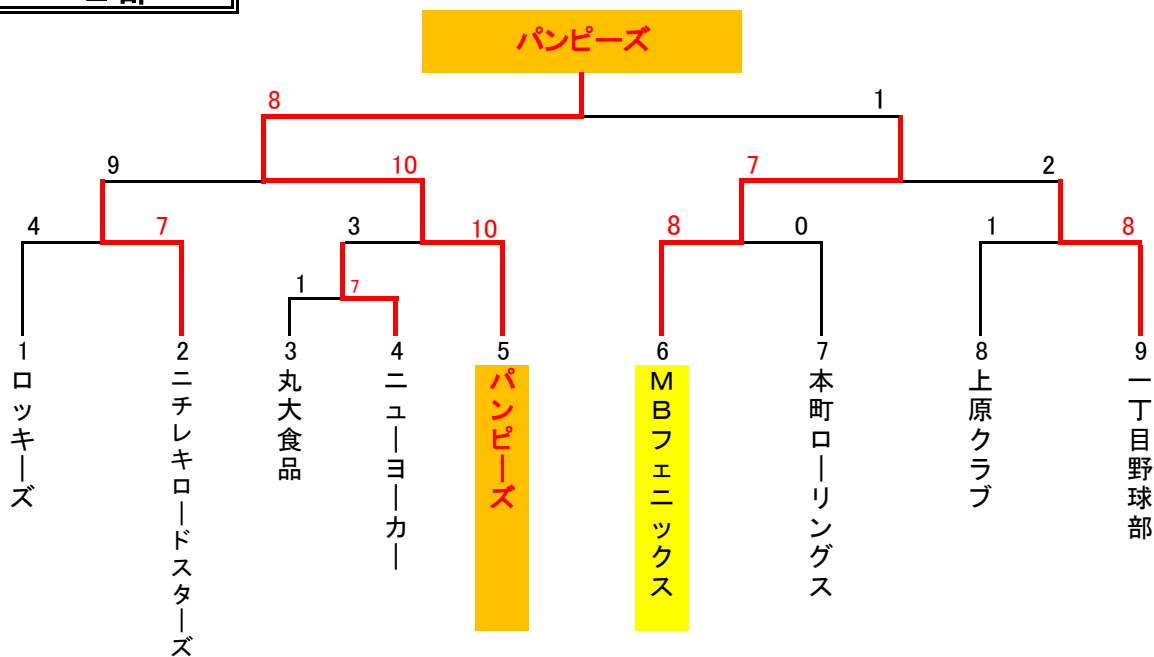 パンピーズ
8 1
9 10 7 2
4 7 3 10 8 0 1 8
1 7
1 2 3 4 5 6 7 8 9
ロッキーズ
ニチレキロードスターズ
丸大食品
ニューヨーカー
パンピーズ
MBフェニックス
本町ローリングス
上原クラブ
一丁目野球部